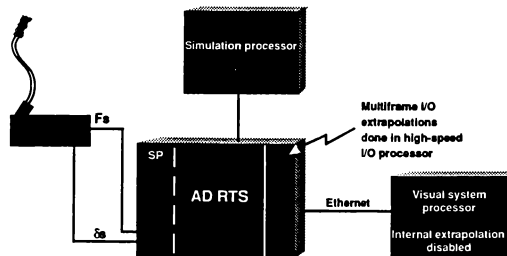 Simulation processor
Fs
Multiframe I/O
extrapolations
done in high-speed
I/O processor
SP
AD RTS
Ethernet
Visual system
processor
Internal extrapolation
disabled
δs